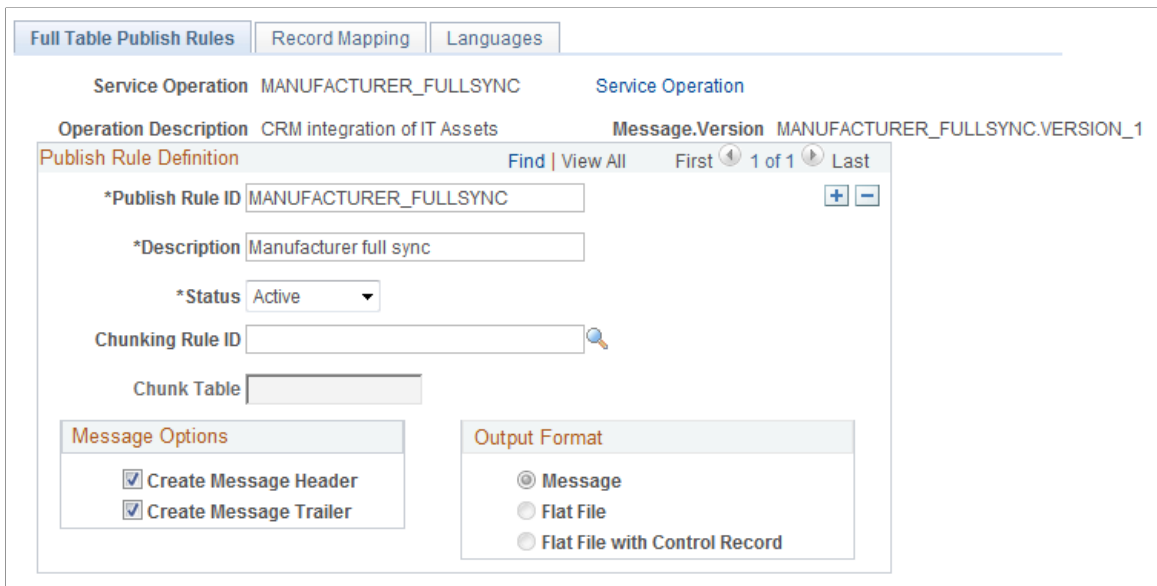 Full Table Publish Rules Record Mapping Languages
Service Operation MANUFACTURER_FULLSYNC Service Operation
Operation Description CRM integration of IT Assets Message.Version MANUFACTURER_FULLSYNC.VERSION_1
Publish Rule Definition Find | View All First 1 of 1 Last
*Publish Rule ID MANUFACTURER_FULLSYNC
*Description Manufacturer full sync
*Status Active
Chunking Rule ID
Chunk Table
Message Options Output Format
Create Message Header Message
Create Message Trailer Flat File
Flat File with Control Record